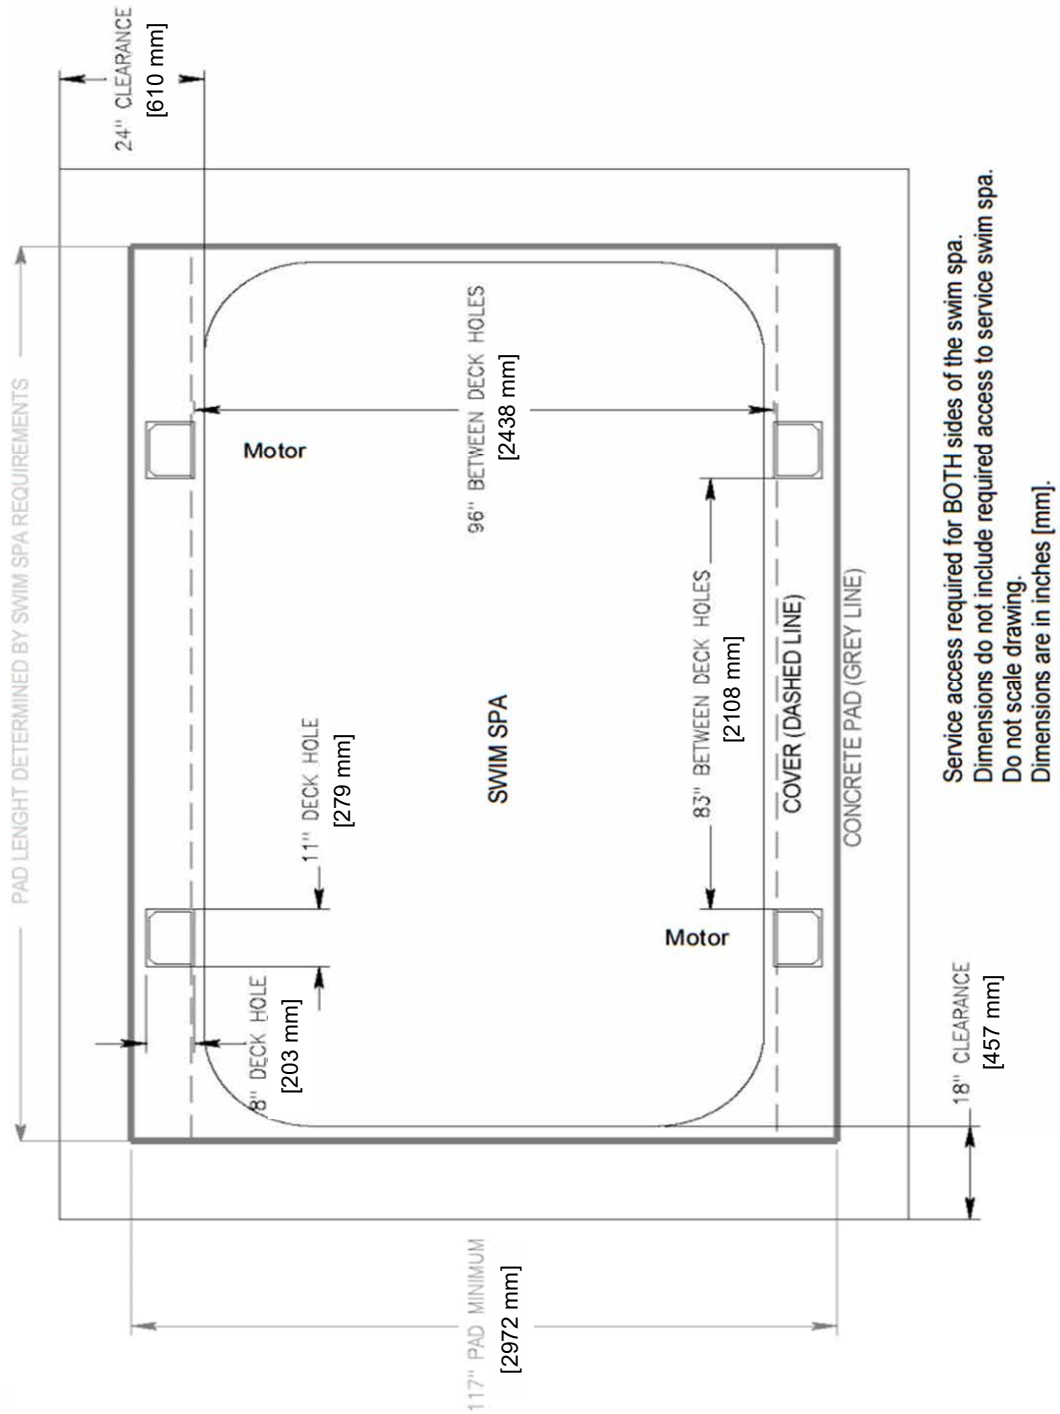 PAD LENGHT DETERMINED BY SWIM SPA REQUIREMENTS
24" CLEARANCE
[610 mm]
Motor
96" BETWEEN DECK HOLES
[2438 mm]
11" DECK HOLE
[279 mm]
8" DECK HOLE
[203 mm]
SWIM SPA
83" BETWEEN DECK HOLES
[2108 mm]
Motor
COVER (DASHED LINE)
CONCRETE PAD (GREY LINE)
117" PAD MINIMUM
[2972 mm]
18" CLEARANCE
[457 mm]
Service access required for BOTH sides of the swim spa.
Dimensions do not include required access to service swim spa.
Do not scale drawing.
Dimensions are in inches [mm].